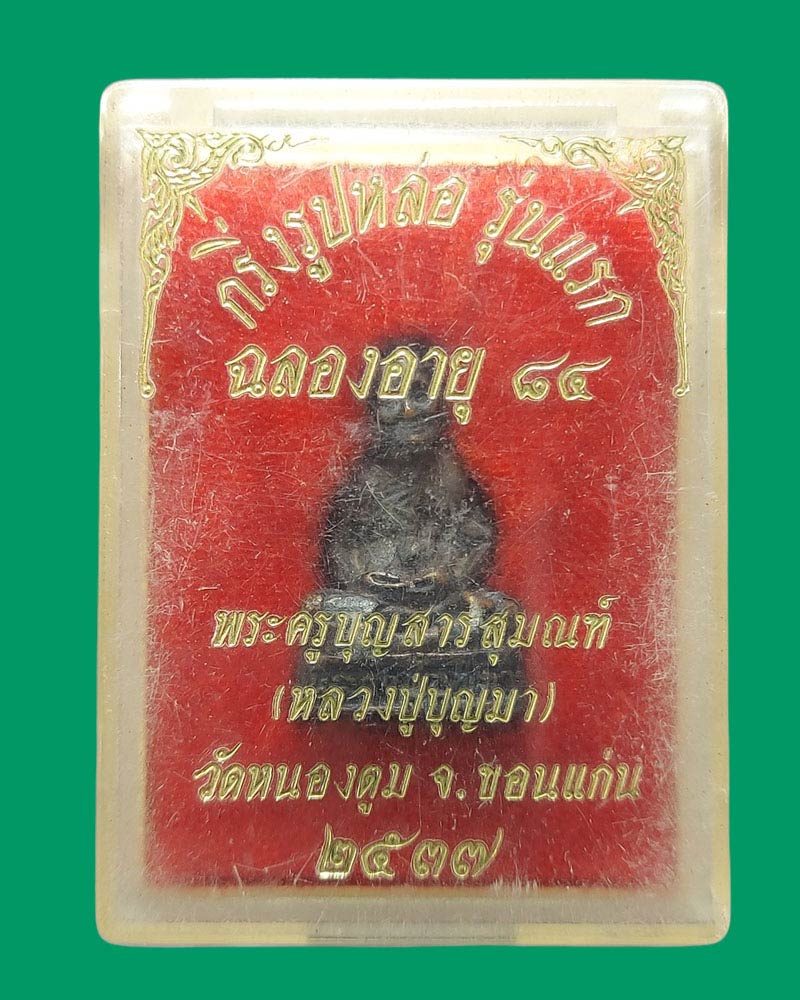 กริ่งรูปหล่อ รุ่นแรก
ฉลองอายุ ๘๔
พระครูบุญสารสุมณฑ์
(หลวงปู่บุญมา)
วัดหนองตูม จ.ขอนแก่น
๒๕๓๗